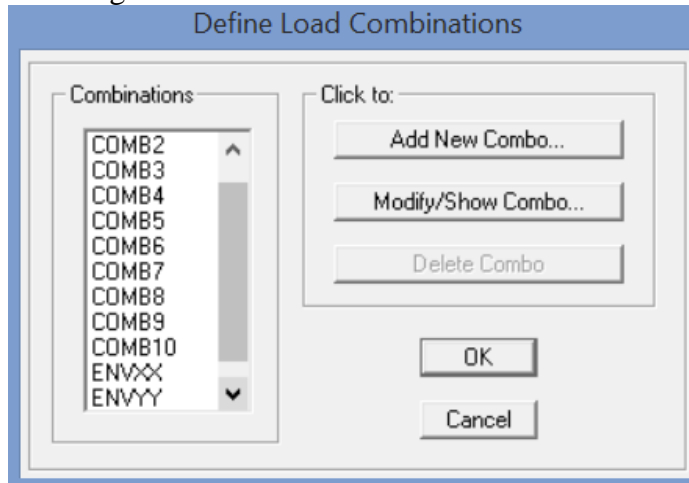 Define Load Combinations
Combinations
COMB2
COMB3
COMB4
COMB5
COMB6
COMB7
COMB8
COMB9
COMB10
ENVXX
ENVYY
Click to:
Add New Combo...
Modify/Show Combo...
Delete Combo
OK
Cancel